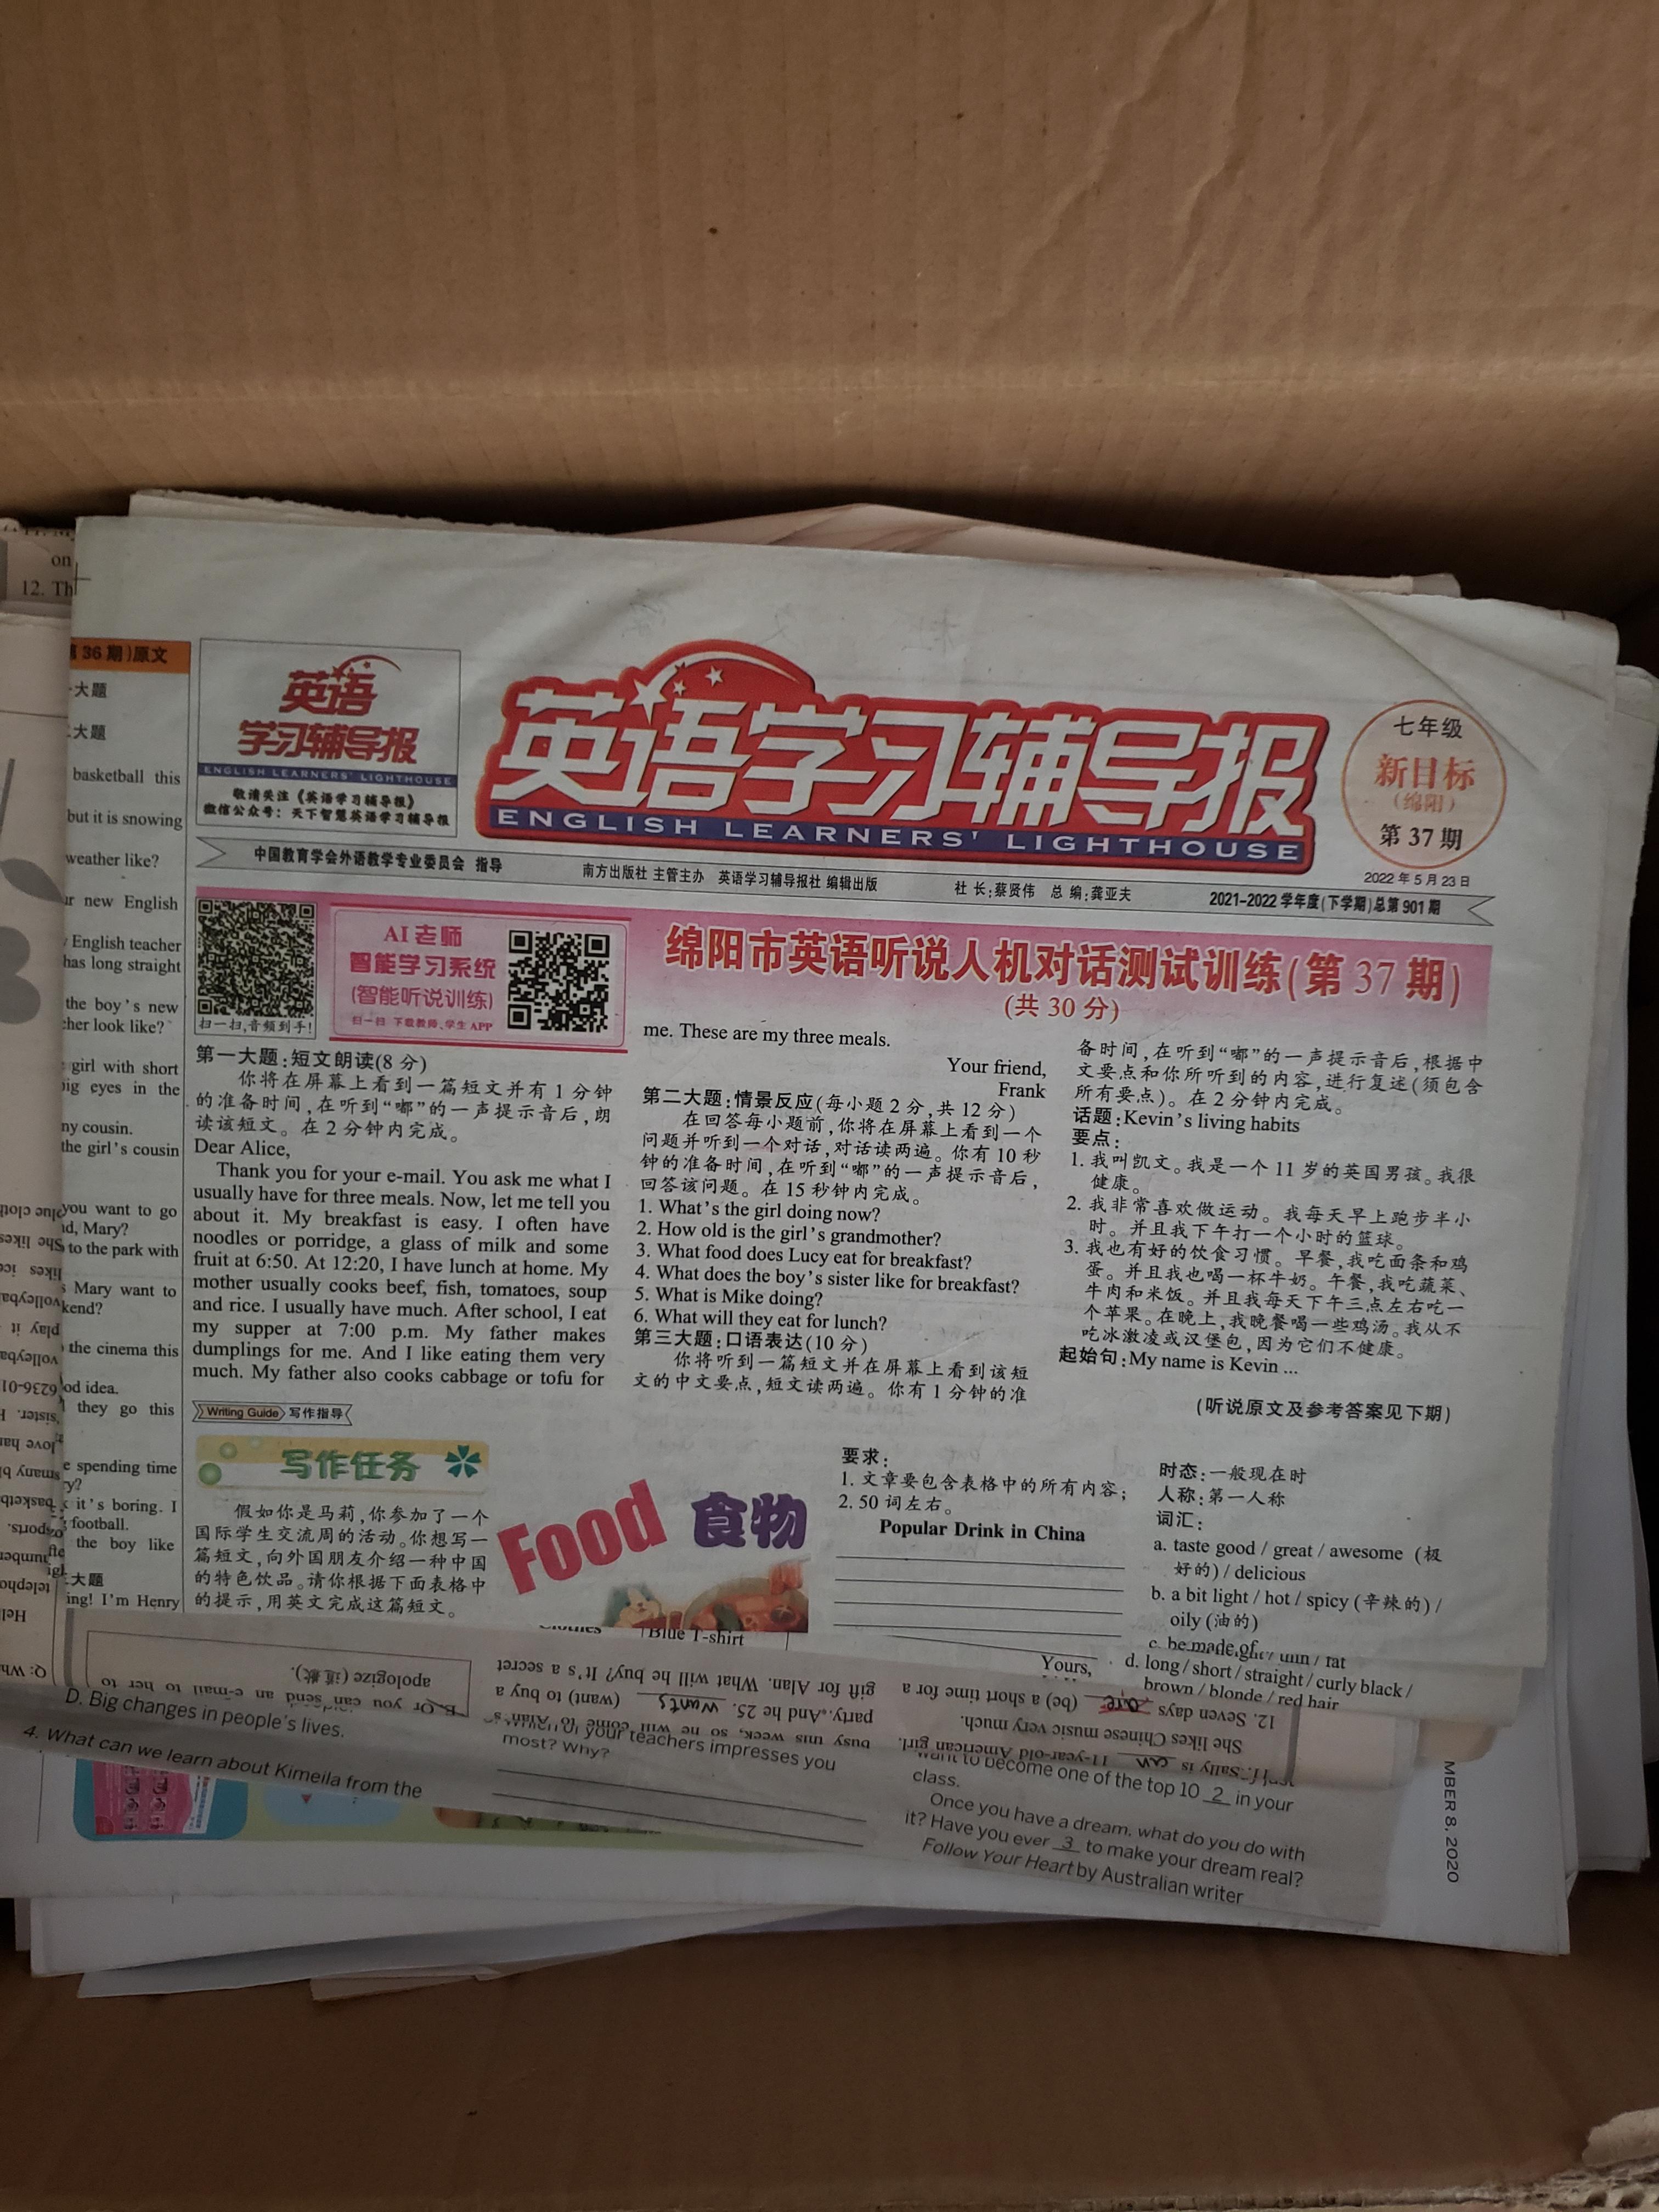 英语
学习辅导报
ENGLISH LEARNERS' LIGHTHOUSE
敬请关注《英语学习辅导报》
微信公众号：天下智慧英语学习辅导报
英语学习辅导报
ENGLISH LEARNERS' LIGHTHOUSE
七年级
新目标
（绵阳）
第 37 期
2022 年 5 月 23 日
中国教育学会外语教学专业委员会 指导
南方出版社 主管主办 英语学习辅导报社 编辑出版
社 长:蔡贤伟 总 编:龚亚夫
2021-2022 学年度(下学期)总第 901 期
扫一扫,音频到手!
AI 老师
智能学习系统
(智能听说训练)
扫一扫 下载教师、学生 APP
绵阳市英语听说人机对话测试训练(第 37 期)
(共 30 分)
第一大题:短文朗读(8 分)
你将在屏幕上看到一篇短文并有 1 分钟
的准备时间,在听到“嘟”的一声提示音后,朗
读该短文。在 2 分钟内完成。
Dear Alice,
Thank you for your e-mail. You ask me what I
usually have for three meals. Now, let me tell you
about it. My breakfast is easy. I often have
noodles or porridge, a glass of milk and some
fruit at 6:50. At 12:20, I have lunch at home. My
mother usually cooks beef, fish, tomatoes, soup
and rice. I usually have much. After school, I eat
my supper at 7:00 p.m. My father makes
dumplings for me. And I like eating them very
much. My father also cooks cabbage or tofu for
me. These are my three meals.
Your friend,
Frank
第二大题:情景反应(每小题 2 分,共 12 分)
在回答每小题前,你将在屏幕上看到一个
问题并听到一个对话,对话读两遍。你有 10 秒
钟的准备时间,在听到“嘟”的一声提示音后,
回答该问题。在 15 秒钟内完成。
1. What's the girl doing now?
2. How old is the girl's grandmother?
3. What food does Lucy eat for breakfast?
4. What does the boy's sister like for breakfast?
5. What is Mike doing?
6. What will they eat for lunch?
第三大题:口语表达(10 分)
你将听到一篇短文并在屏幕上看到该短
文的中文要点,短文读两遍。你有 1 分钟的准
备时间,在听到“嘟”的一声提示音后,根据中
文要点和你所听到的内容,进行复述(须包含
所有要点)。在 2 分钟内完成。
话题:Kevin's living habits
要点:
1. 我叫凯文。我是一个 11 岁的英国男孩。我很
健康。
2. 我非常喜欢做运动。我每天早上跑步半小
时。并且我下午打一个小时的篮球。
3. 我也有好的饮食习惯。早餐,我吃面条和鸡
蛋。并且我也喝一杯牛奶。午餐,我吃蔬菜、
牛肉和米饭。并且我每天下午三点左右吃一
个苹果。在晚上,我晚餐喝一些鸡汤。我从不
吃冰激凌或汉堡包,因为它们不健康。
起始句:My name is Kevin ...
(听说原文及参考答案见下期)
Writing Guide 写作指导
写作任务
假如你是马莉,你参加了一个
国际学生交流周的活动。你想写一
篇短文,向外国朋友介绍一种中国
的特色饮品。请你根据下面表格中
的提示,用英文完成这篇短文。
Food 食物
要求:
1. 文章要包含表格中的所有内容;
2. 50 词左右。
Popular Drink in China
时态:一般现在时
人称:第一人称
词汇:
a. taste good / great / awesome (极
好的) / delicious
b. a bit light / hot / spicy (辛辣的) /
oily (油的)
c. be made of
36 期)原文
大题
大题
basketball this
but it is snowing
weather like?
new English
English teacher
has long straight
the boy's new
look like?
girl with short
big eyes in the
my cousin.
the girl's cousin
you want to go
Mary?
to the park with
Mary want to
the cinema this
idea.
they go this
spending time
it's boring. I
football.
the boy like
大题
I'm Henry
on
12.
Blue T-shirt
Yours,
thin / fat
d. long / short / straight / curly black /
brown / blonde / red hair
Or you can send an e-mail to her to
apologize (道歉).
gift for Alan. What will he buy? It's a secret
party. And he 25. wants (want) to buy a
busy this week, so he will come to Alan's
12. Seven days are (be) a short time for a
She likes Chinese music very much.
Sally is an 11-year-old American girl.
D. Big changes in people's lives.
4. What can we learn about Kimeila from the
your teachers impresses you
most? Why?
want to become one of the top 10 2 in your
class.
Once you have a dream, what do you do with
it? Have you ever 3 to make your dream real?
Follow Your Heart by Australian writer
MBER 8, 2020